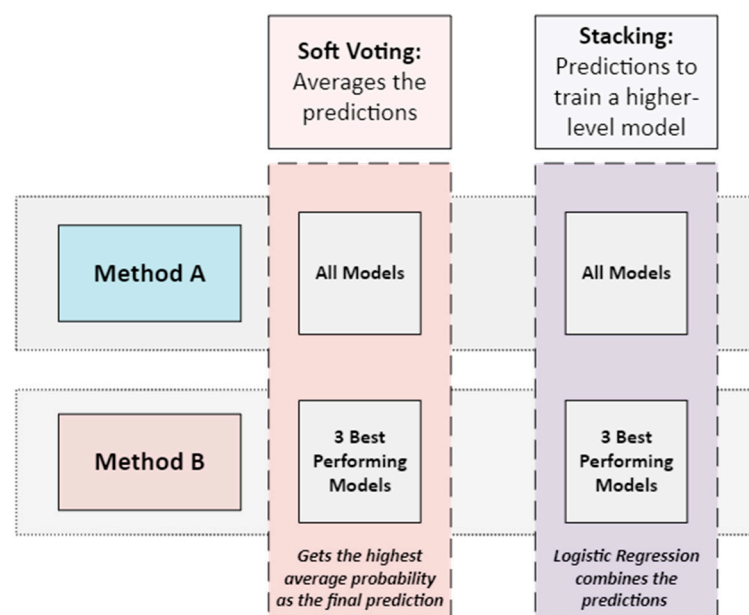 Soft Voting:
Averages the
predictions
Stacking:
Predictions to
train a higher-
level model
Method A
All Models
All Models
Method B
3 Best
Performing
Models
3 Best
Performing
Models
Gets the highest
average probability
as the final prediction
Logistic Regression
combines the
predictions